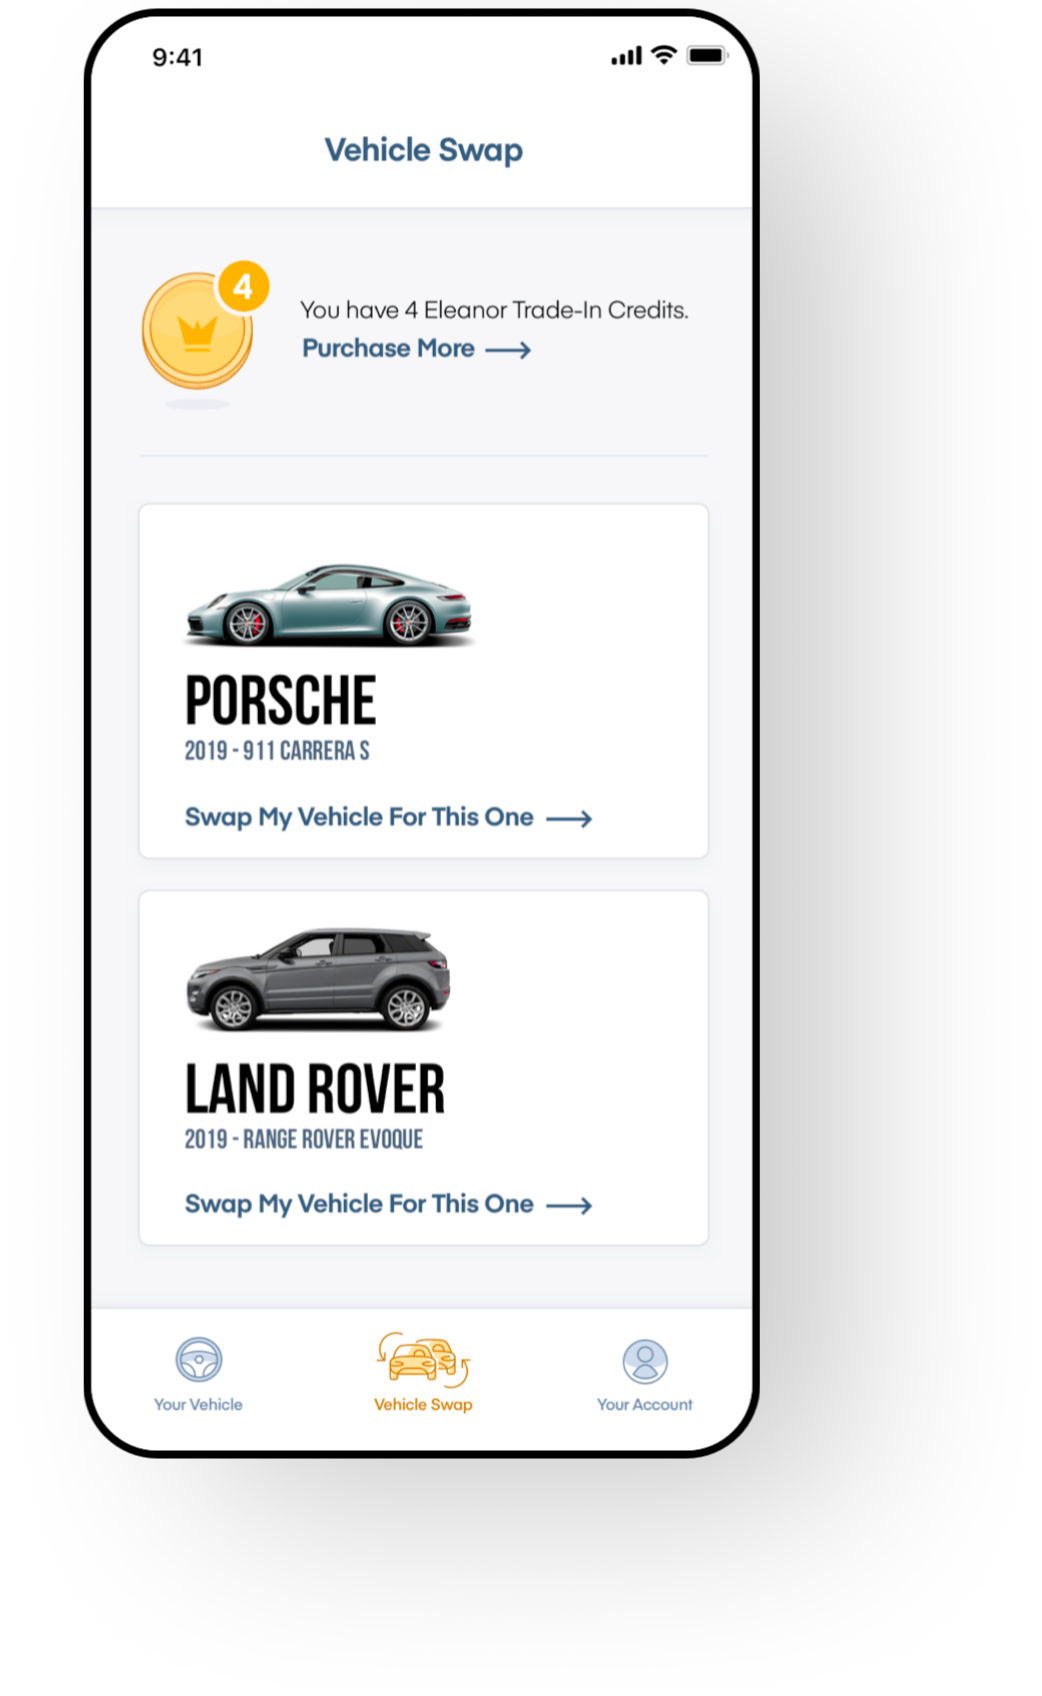 9:41
Vehicle Swap
4
You have 4 Eleanor Trade-In Credits.
Purchase More
PORSCHE
2019 - 911 CARRERA S
Swap My Vehicle For This One
LAND ROVER
2019 - RANGE ROVER EVOQUE
Swap My Vehicle For This One
Your Vehicle
Vehicle Swap
Your Account